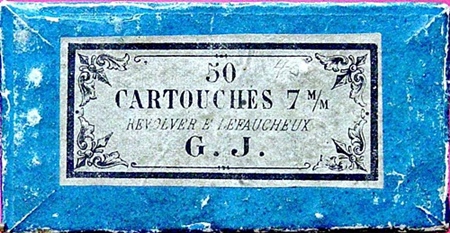 50
CARTOUCHES 7 M/M
REVOLVER E LEFAUCHEUX
G. J.